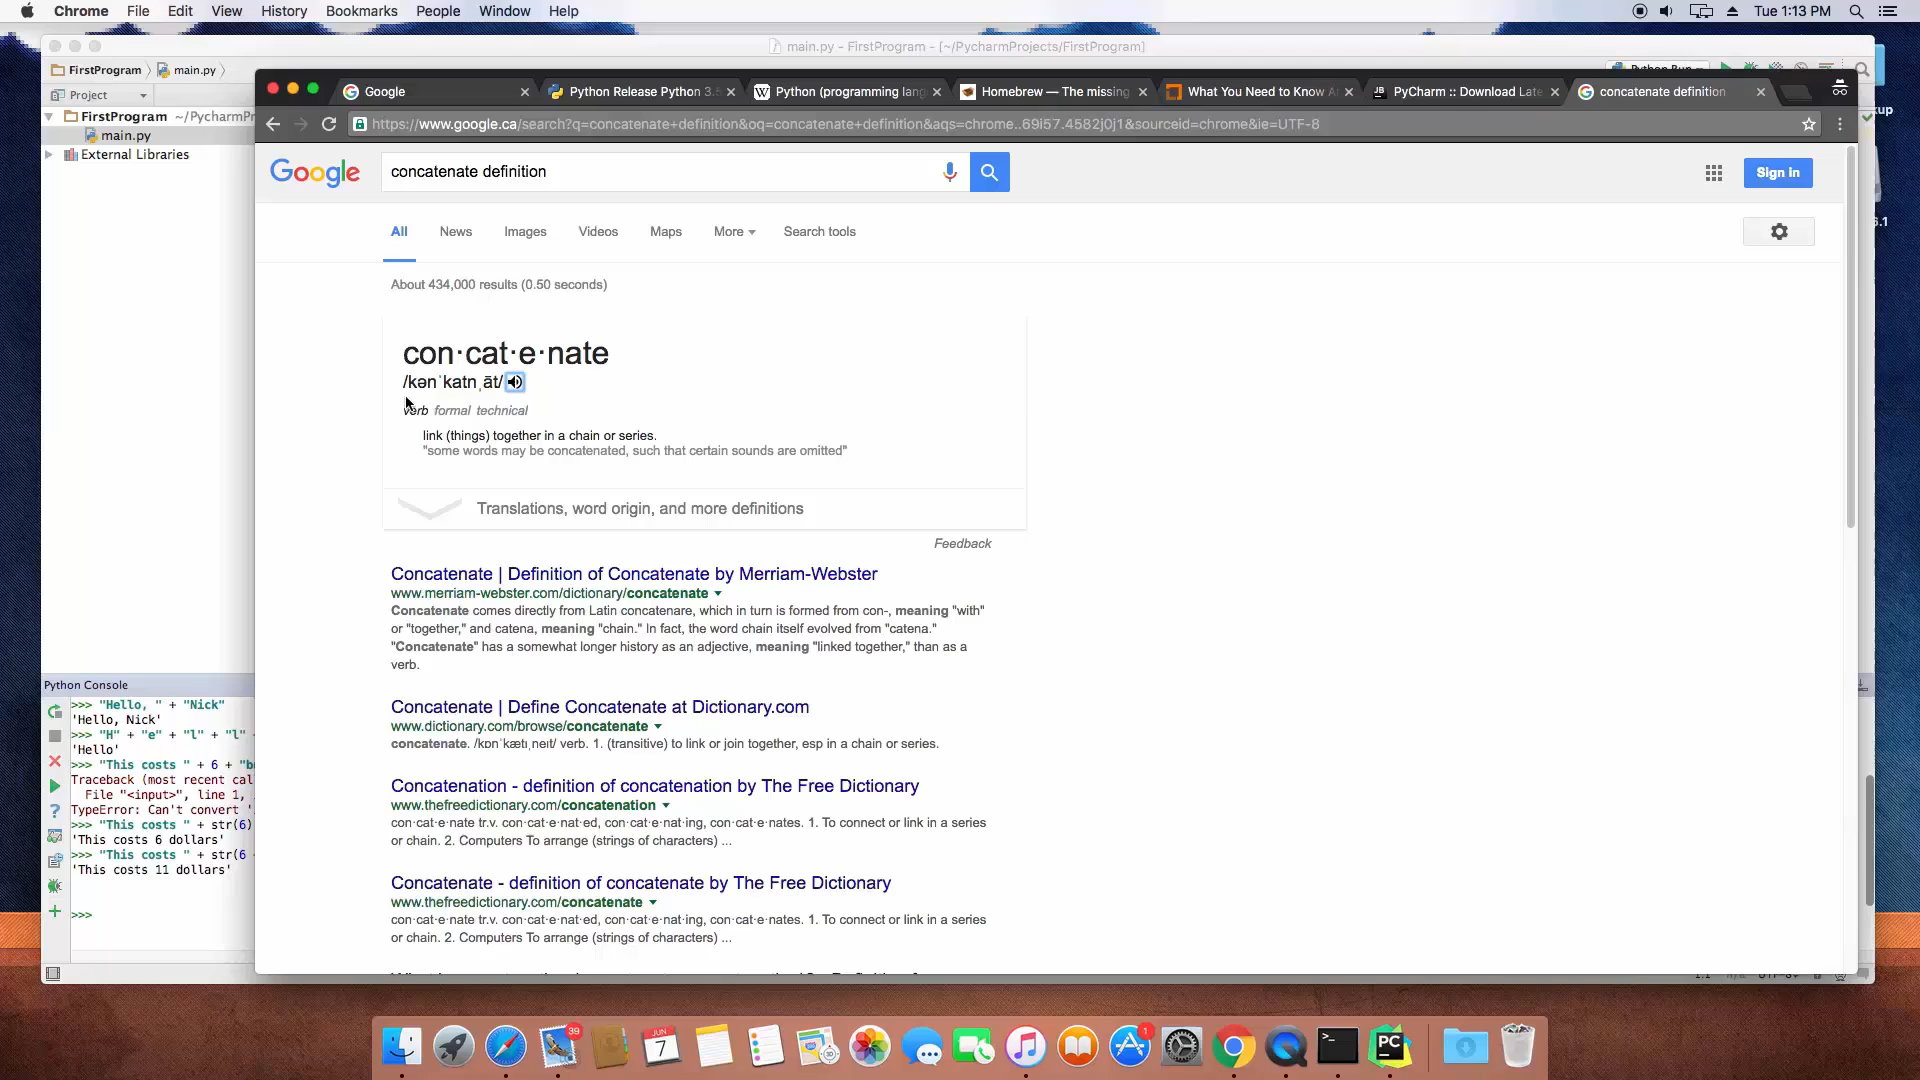 Chrome File Edit View History Bookmarks People Window Help Tue 1:13 PM
main.py - FirstProgram - [~/PycharmProjects/FirstProgram]
FirstProgram main.py
Project
FirstProgram ~/PycharmPr
main.py
External Libraries
Google Python Release Python 3.5 Python (programming lang Homebrew — The missing What You Need to Know A PyCharm :: Download Late concatenate definition
https://www.google.ca/search?q=concatenate+definition&oq=concatenate+definition&aqs=chrome..69i57.4582j0j1&sourceid=chrome&ie=UTF-8
Google concatenate definition Sign in
All News Images Videos Maps More Search tools
About 434,000 results (0.50 seconds)
con·cat·e·nate
/kənˈkatnˌāt/
verb formal technical
link (things) together in a chain or series.
"some words may be concatenated, such that certain sounds are omitted"
Translations, word origin, and more definitions
Feedback
Concatenate | Definition of Concatenate by Merriam-Webster
www.merriam-webster.com/dictionary/concatenate
Concatenate comes directly from Latin concatenare, which in turn is formed from con-, meaning "with"
or "together," and catena, meaning "chain." In fact, the word chain itself evolved from "catena."
"Concatenate" has a somewhat longer history as an adjective, meaning "linked together," than as a
verb.
Concatenate | Define Concatenate at Dictionary.com
www.dictionary.com/browse/concatenate
concatenate. /kɒnˈkætɪˌneɪt/ verb. 1. (transitive) to link or join together, esp in a chain or series.
Concatenation - definition of concatenation by The Free Dictionary
www.thefreedictionary.com/concatenation
con·cat·e·nate tr.v. con·cat·e·nat·ed, con·cat·e·nat·ing, con·cat·e·nates. 1. To connect or link in a series
or chain. 2. Computers To arrange (strings of characters) ...
Concatenate - definition of concatenate by The Free Dictionary
www.thefreedictionary.com/concatenate
con·cat·e·nate tr.v. con·cat·e·nat·ed, con·cat·e·nat·ing, con·cat·e·nates. 1. To connect or link in a series
or chain. 2. Computers To arrange (strings of characters) ...
Python Console
>>> "Hello, " + "Nick"
'Hello, Nick'
>>> "H" + "e" + "l" + "l"
'Hello'
>>> "This costs " + 6 + "b
Traceback (most recent cal
File "<input>", line 1,
TypeError: Can't convert '
>>> "This costs " + str(6)
'This costs 6 dollars'
>>> "This costs " + str(6
'This costs 11 dollars'
>>>
39
JUN
7
1
PC